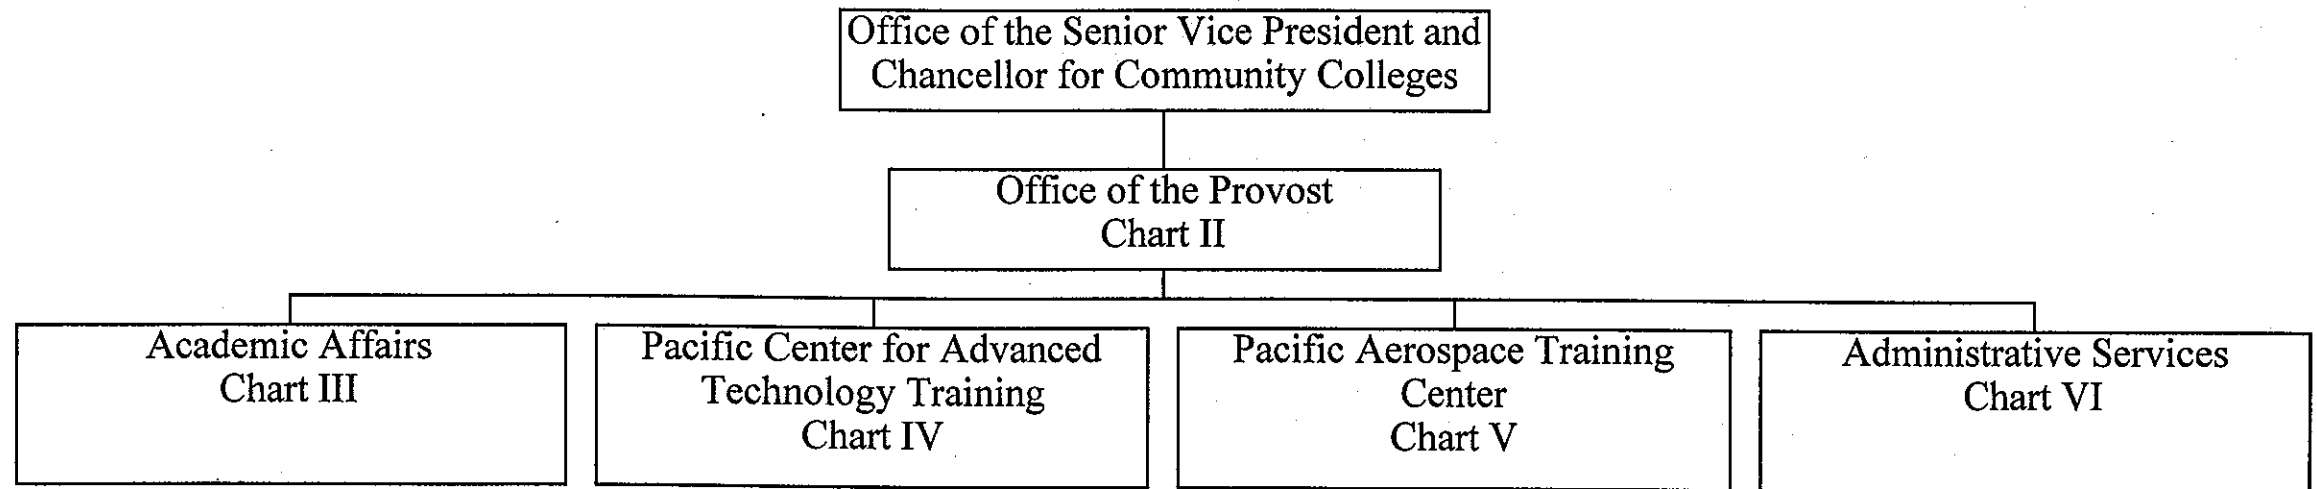 Office of the Senior Vice President and
Chancellor for Community Colleges
Office of the Provost
Chart II
Academic Affairs
Chart III
Pacific Center for Advanced
Technology Training
Chart IV
Pacific Aerospace Training
Center
Chart V
Administrative Services
Chart VI